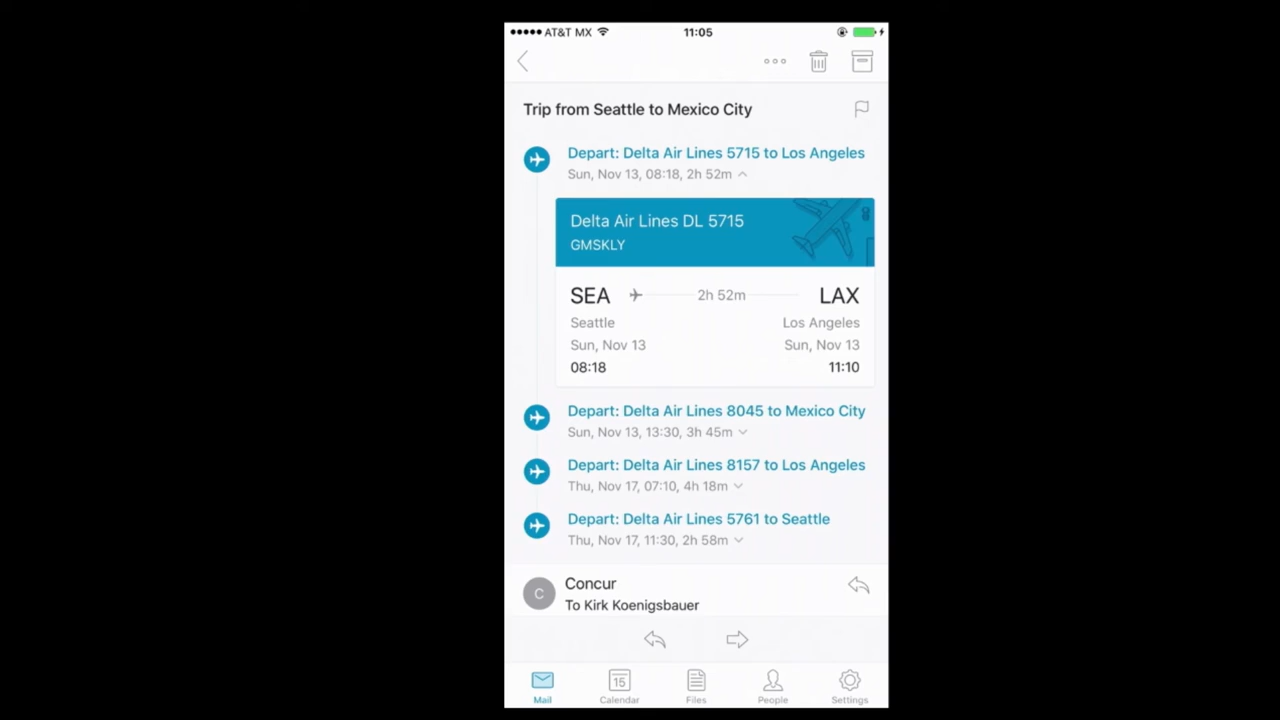 AT&T MX 11:05
Trip from Seattle to Mexico City
Depart: Delta Air Lines 5715 to Los Angeles
Sun, Nov 13, 08:18, 2h 52m
Delta Air Lines DL 5715
GMSKLY
SEA 2h 52m LAX
Seattle Los Angeles
Sun, Nov 13 Sun, Nov 13
08:18 11:10
Depart: Delta Air Lines 8045 to Mexico City
Sun, Nov 13, 13:30, 3h 45m
Depart: Delta Air Lines 8157 to Los Angeles
Thu, Nov 17, 07:10, 4h 18m
Depart: Delta Air Lines 5761 to Seattle
Thu, Nov 17, 11:30, 2h 58m
C Concur
To Kirk Koenigsbauer
15
Mail Calendar Files People Settings